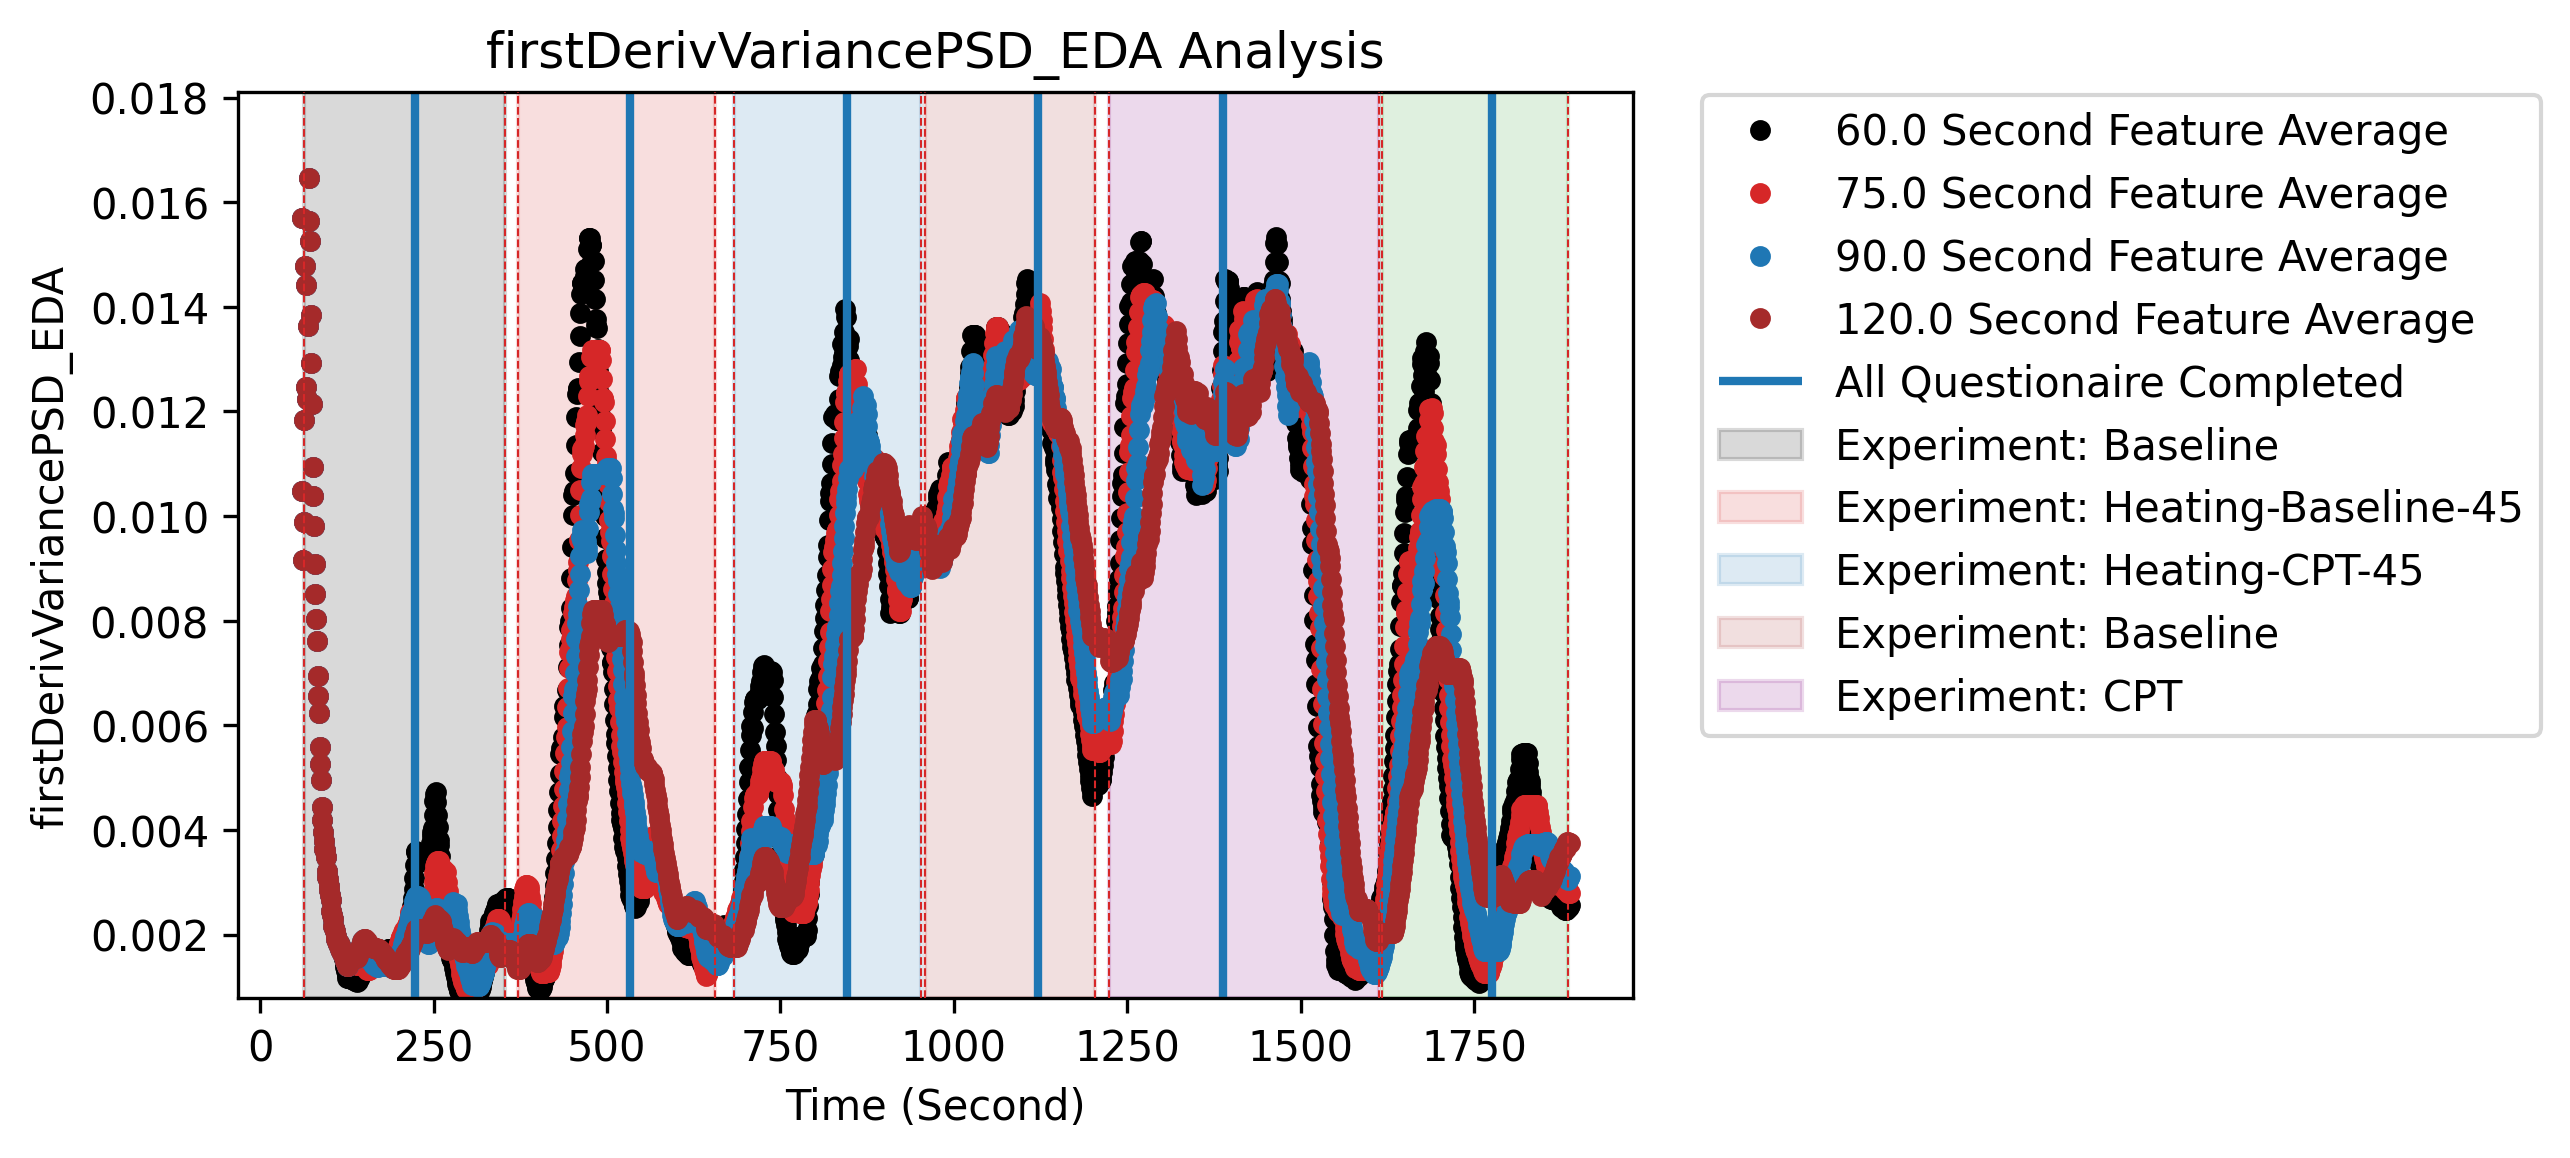 firstDerivVariancePSD_EDA Analysis
firstDerivVariancePSD_EDA
0.018
0.016
0.014
0.012
0.010
0.008
0.006
0.004
0.002
0
250
500
750
1000
1250
1500
1750
Time (Second)
60.0 Second Feature Average
75.0 Second Feature Average
90.0 Second Feature Average
120.0 Second Feature Average
All Questionaire Completed
Experiment: Baseline
Experiment: Heating-Baseline-45
Experiment: Heating-CPT-45
Experiment: Baseline
Experiment: CPT